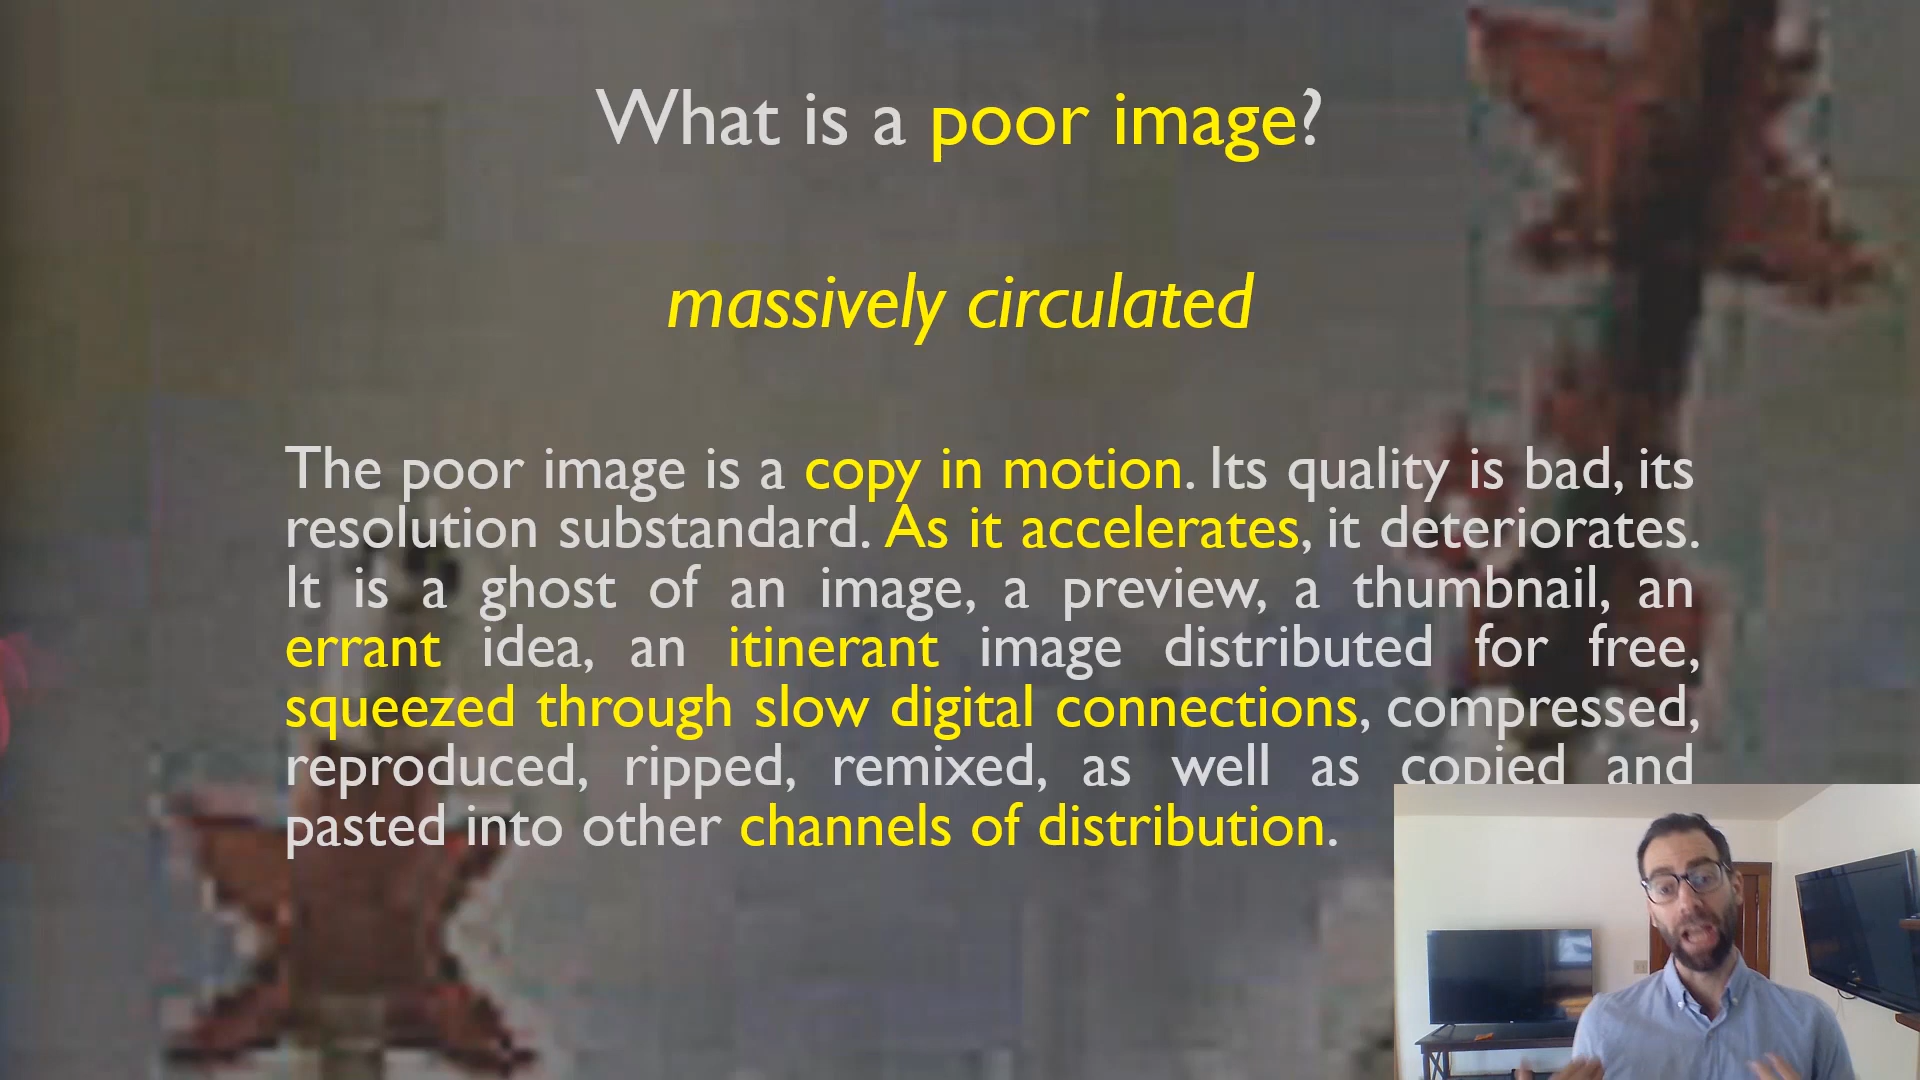 What is a poor image?
massively circulated
The poor image is a copy in motion. Its quality is bad, its
resolution substandard. As it accelerates, it deteriorates.
It is a ghost of an image, a preview, a thumbnail, an
errant idea, an itinerant image distributed for free,
squeezed through slow digital connections, compressed,
reproduced, ripped, remixed, as well as copied and
pasted into other channels of distribution.